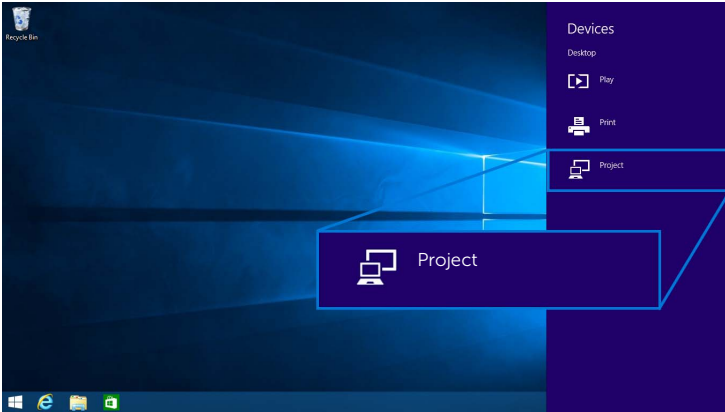 Recycle Bin
Devices
Desktop
Play
Print
Project
Project